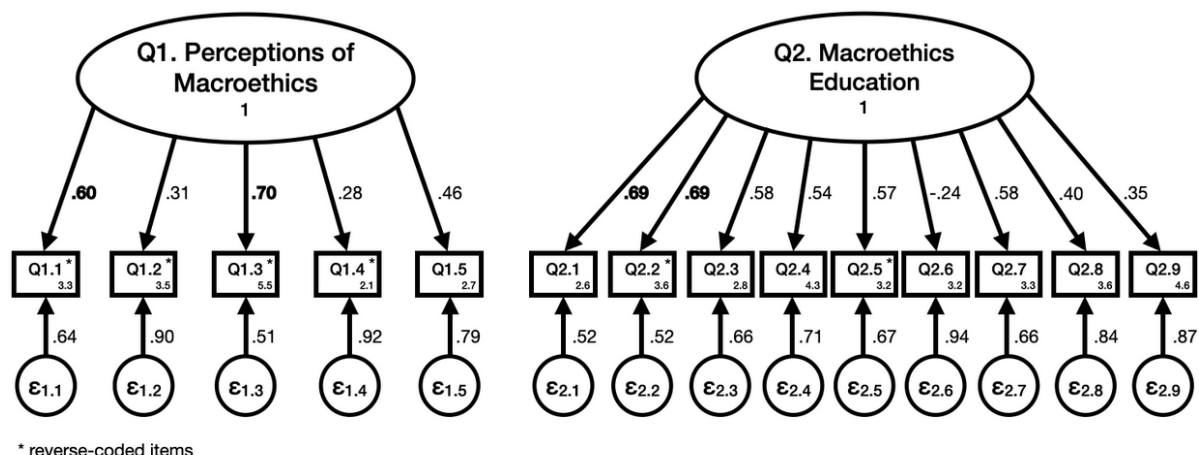 Q1. Perceptions of Macroethics
1
Q2. Macroethics Education
1
.60 .31 .70 .28 .46
.69 .69 .58 .54 .57 -.24 .58 .40 .35
Q1.1* 3.3
Q1.2* 3.5
Q1.3* 5.5
Q1.4* 2.1
Q1.5 2.7
Q2.1 2.6
Q2.2* 3.6
Q2.3 2.8
Q2.4 4.3
Q2.5* 3.2
Q2.6 3.2
Q2.7 3.3
Q2.8 3.6
Q2.9 4.6
.64 .90 .51 .92 .79
.52 .52 .66 .71 .67 .94 .66 .84 .87
ε1.1 ε1.2 ε1.3 ε1.4 ε1.5
ε2.1 ε2.2 ε2.3 ε2.4 ε2.5 ε2.6 ε2.7 ε2.8 ε2.9
* reverse-coded items